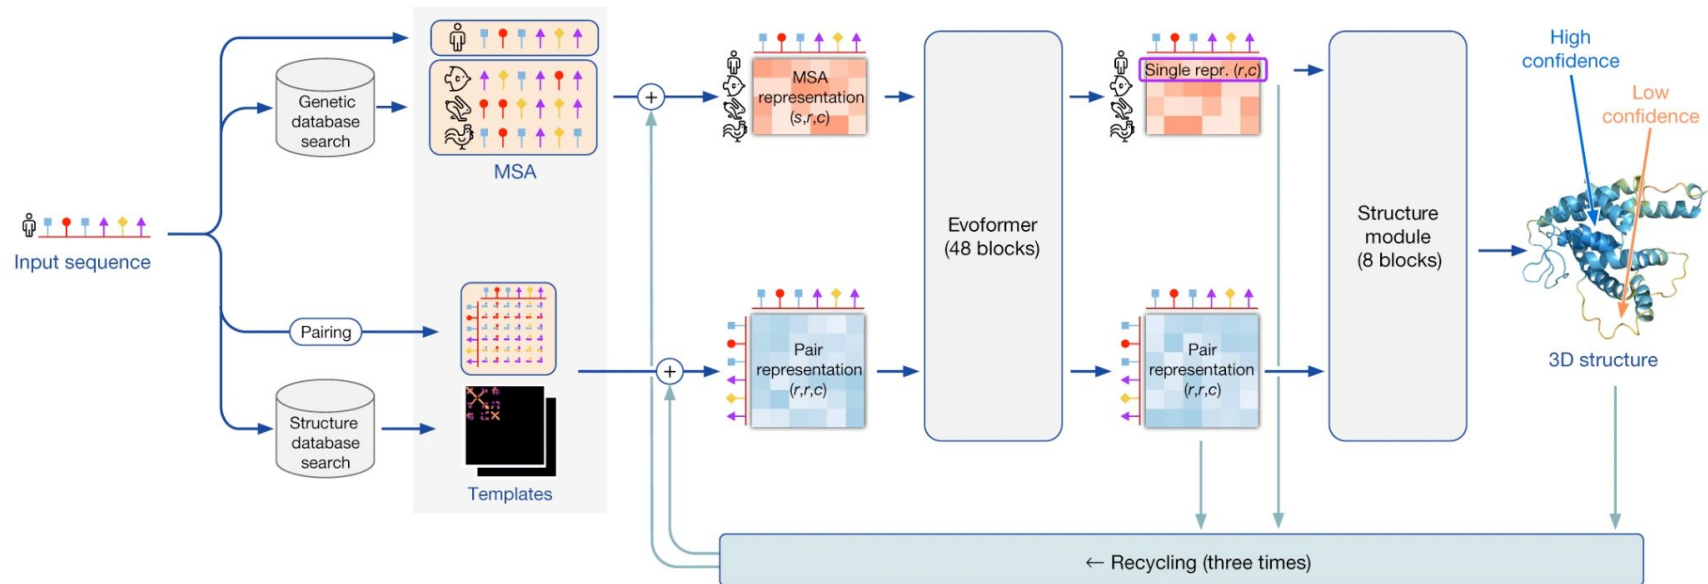 Input sequence
Genetic
database
search
MSA
Pairing
Structure
database
search
Templates
+
+
MSA
representation
(s,r,c)
Pair
representation
(r,r,c)
Evoformer
(48 blocks)
Single repr. (r,c)
Pair
representation
(r,r,c)
Structure
module
(8 blocks)
High
confidence
Low
confidence
3D structure
← Recycling (three times)